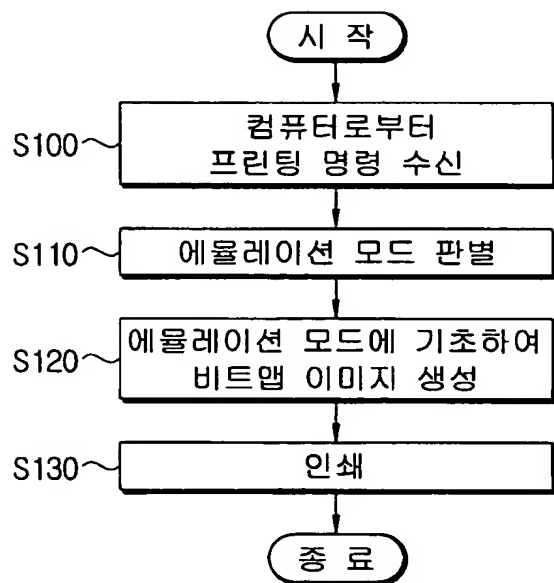 시 작
S100
컴퓨터로부터
프린팅 명령 수신
S110
에뮬레이션 모드 판별
S120
에뮬레이션 모드에 기초하여
비트맵 이미지 생성
S130
인쇄
종 료